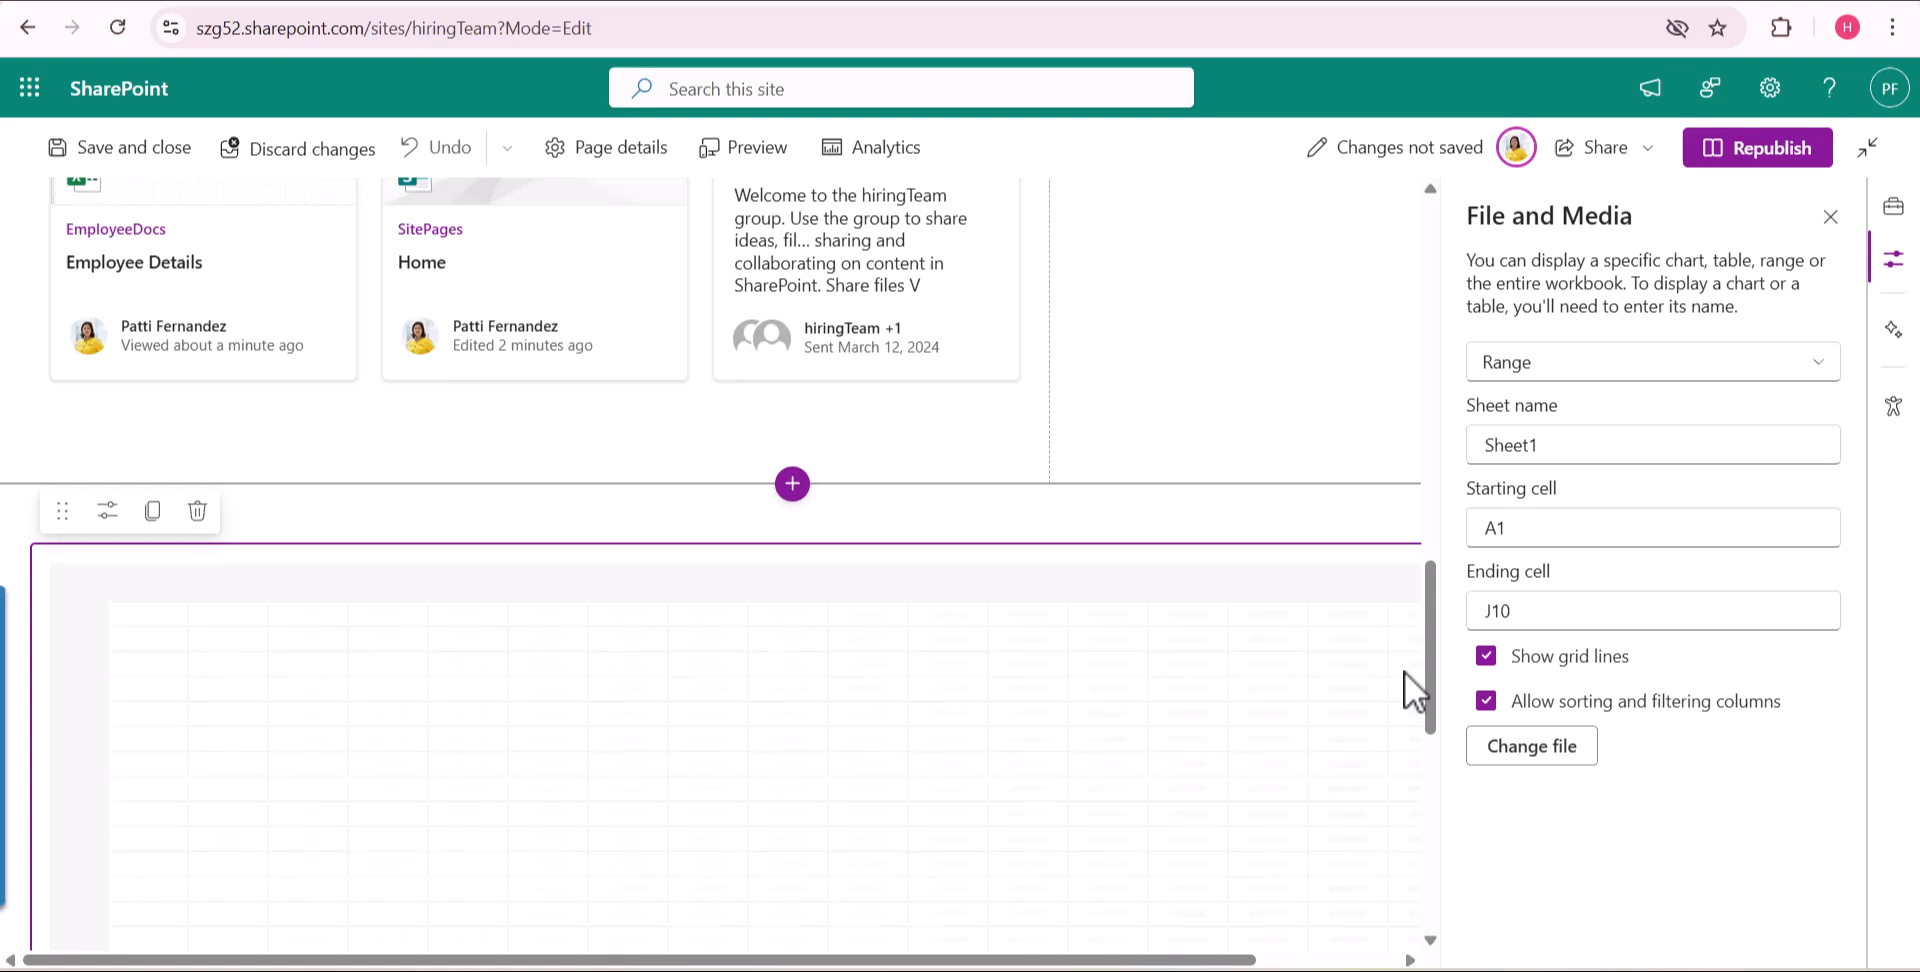 szg52.sharepoint.com/sites/hiringTeam?Mode=Edit
H
SharePoint
Search this site
PF
Save and close
Discard changes
Undo
Page details
Preview
Analytics
Changes not saved
Share
Republish
EmployeeDocs
Employee Details
Patti Fernandez
Viewed about a minute ago
SitePages
Home
Patti Fernandez
Edited 2 minutes ago
Welcome to the hiringTeam
group. Use the group to share
ideas, fil... sharing and
collaborating on content in
SharePoint. Share files V
hiringTeam +1
Sent March 12, 2024
File and Media
You can display a specific chart, table, range or
the entire workbook. To display a chart or a
table, you'll need to enter its name.
Range
Sheet name
Sheet1
Starting cell
A1
Ending cell
J10
Show grid lines
Allow sorting and filtering columns
Change file